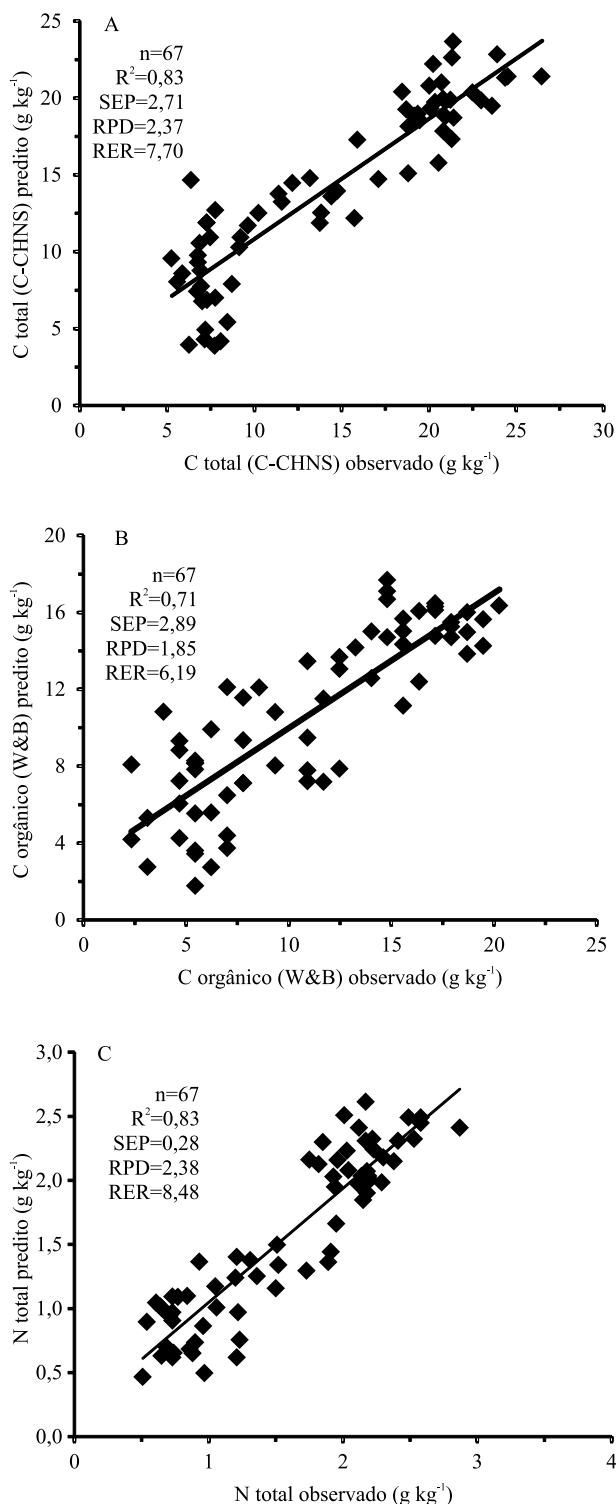 A
n=67
R²=0,83
SEP=2,71
RPD=2,37
RER=7,70
C total (C-CHNS) predito (g kg⁻¹)
25
20
15
10
5
0
0 5 10 15 20 25 30
C total (C-CHNS) observado (g kg⁻¹)
B
n=67
R²=0,71
SEP=2,89
RPD=1,85
RER=6,19
C orgânico (W&B) predito (g kg⁻¹)
20
16
12
8
4
0
0 5 10 15 20 25
C orgânico (W&B) observado (g kg⁻¹)
C
n=67
R²=0,83
SEP=0,28
RPD=2,38
RER=8,48
N total predito (g kg⁻¹)
3,0
2,5
2,0
1,5
1,0
0,5
0,0
0 1 2 3 4
N total observado (g kg⁻¹)